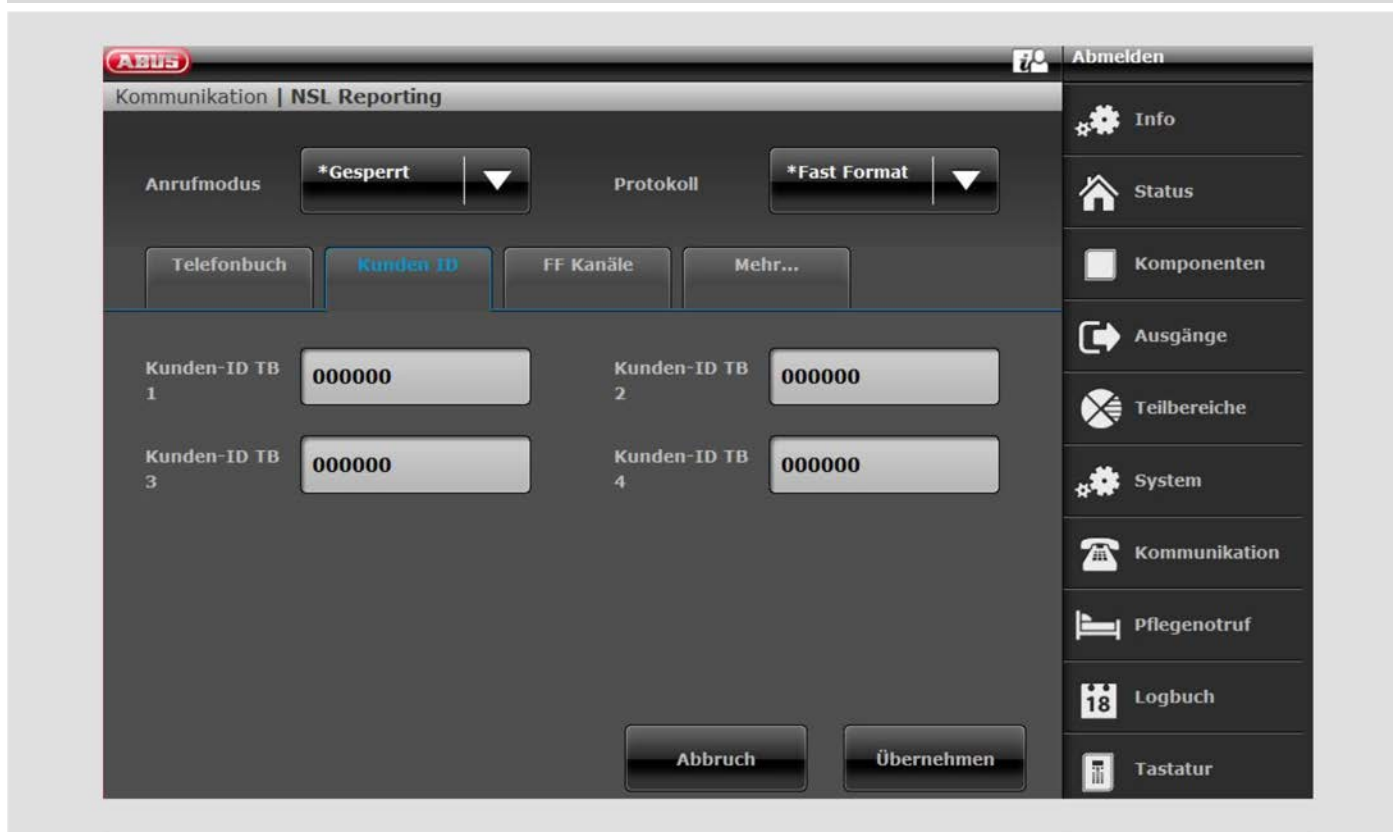 ABUS
Abmelden
Kommunikation | NSL Reporting
Anrufmodus
*Gesperrt
Protokoll
*Fast Format
Telefonbuch
Kunden ID
FF Kanäle
Mehr...
Kunden-ID TB
1
000000
Kunden-ID TB
2
000000
Kunden-ID TB
3
000000
Kunden-ID TB
4
000000
Abbruch
Übernehmen
Info
Status
Komponenten
Ausgänge
Teilbereiche
System
Kommunikation
Pflegenotruf
18
Logbuch
Tastatur